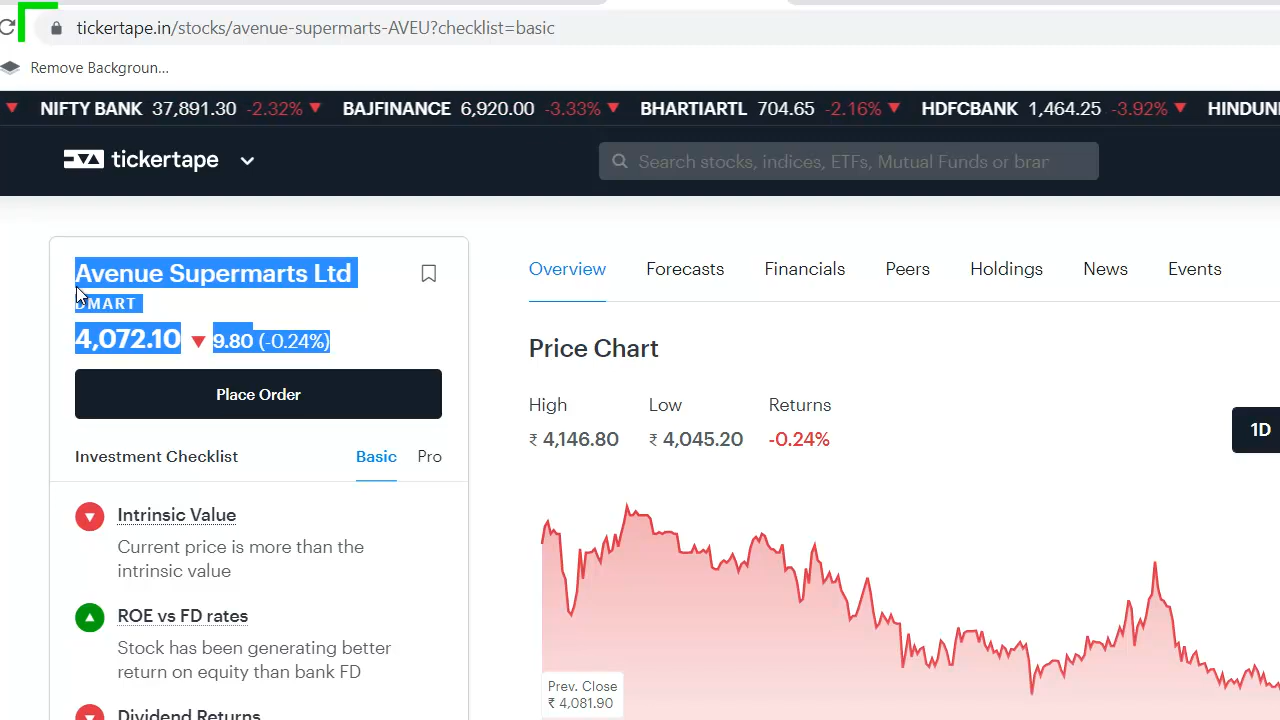 tickertape.in/stocks/avenue-supermarts-AVEU?checklist=basic
Remove Backgroun...
NIFTY BANK 37,891.30 -2.32% BAJFINANCE 6,920.00 -3.33% BHARTIARTL 704.65 -2.16% HDFCBANK 1,464.25 -3.92% HINDUN
tickertape
Search stocks, indices, ETFs, Mutual Funds or brar
Avenue Supermarts Ltd
DMART
4,072.10 9.80 (-0.24%)
Place Order
Investment Checklist Basic Pro
Intrinsic Value
Current price is more than the
intrinsic value
ROE vs FD rates
Stock has been generating better
return on equity than bank FD
Dividend Returns
Overview Forecasts Financials Peers Holdings News Events
Price Chart
High Low Returns
₹ 4,146.80 ₹ 4,045.20 -0.24%
1D
Prev. Close
₹ 4,081.90